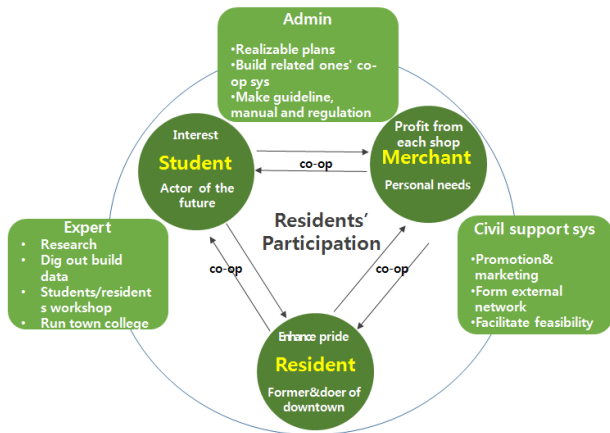 Admin
•Realizable plans
•Build related ones' co-
op sys
•Make guideline,
manual and regulation
Interest
Student
Actor of the
future
co-op
Profit from
each shop
Merchant
Personal needs
Residents'
Participation
Expert
• Research
• Dig out build
data
• Students/resident
s workshop
• Run town college
co-op
co-op
Civil support sys
•Promotion&
marketing
•Form external
network
•Facilitate feasibility
Enhance pride
Resident
Former&doer of
downtown